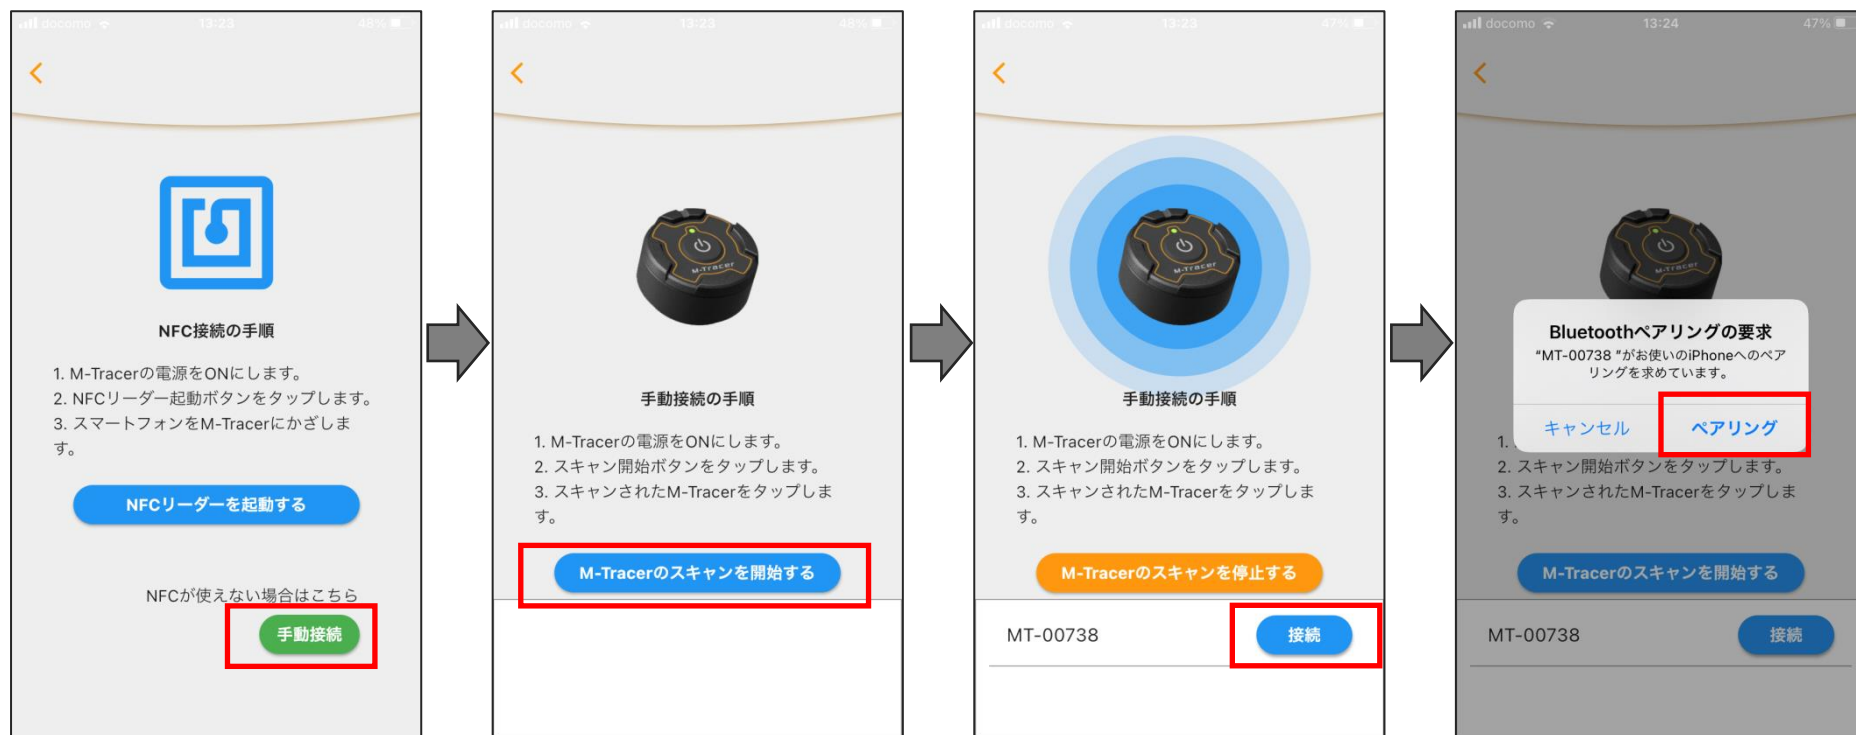 docomo 13:23 48%
NFC接続の手順
1. M-Tracerの電源をONにします。
2. NFCリーダー起動ボタンをタップします。
3. スマートフォンをM-Tracerにかざしま
す。
NFCリーダーを起動する
NFCが使えない場合はこちら
手動接続
docomo 13:23 48%
M-Tracer
手動接続の手順
1. M-Tracerの電源をONにします。
2. スキャン開始ボタンをタップします。
3. スキャンされたM-Tracerをタップしま
す。
M-Tracerのスキャンを開始する
docomo 13:23 47%
M-Tracer
手動接続の手順
1. M-Tracerの電源をONにします。
2. スキャン開始ボタンをタップします。
3. スキャンされたM-Tracerをタップしま
す。
M-Tracerのスキャンを停止する
MT-00738 接続
docomo 13:24 47%
M-Tracer
Bluetoothペアリングの要求
“MT-00738 ”がお使いのiPhoneへのペア
リングを求めています。
キャンセル ペアリング
1.
2. スキャン開始ボタンをタップします。
3. スキャンされたM-Tracerをタップしま
す。
M-Tracerのスキャンを開始する
MT-00738 接続